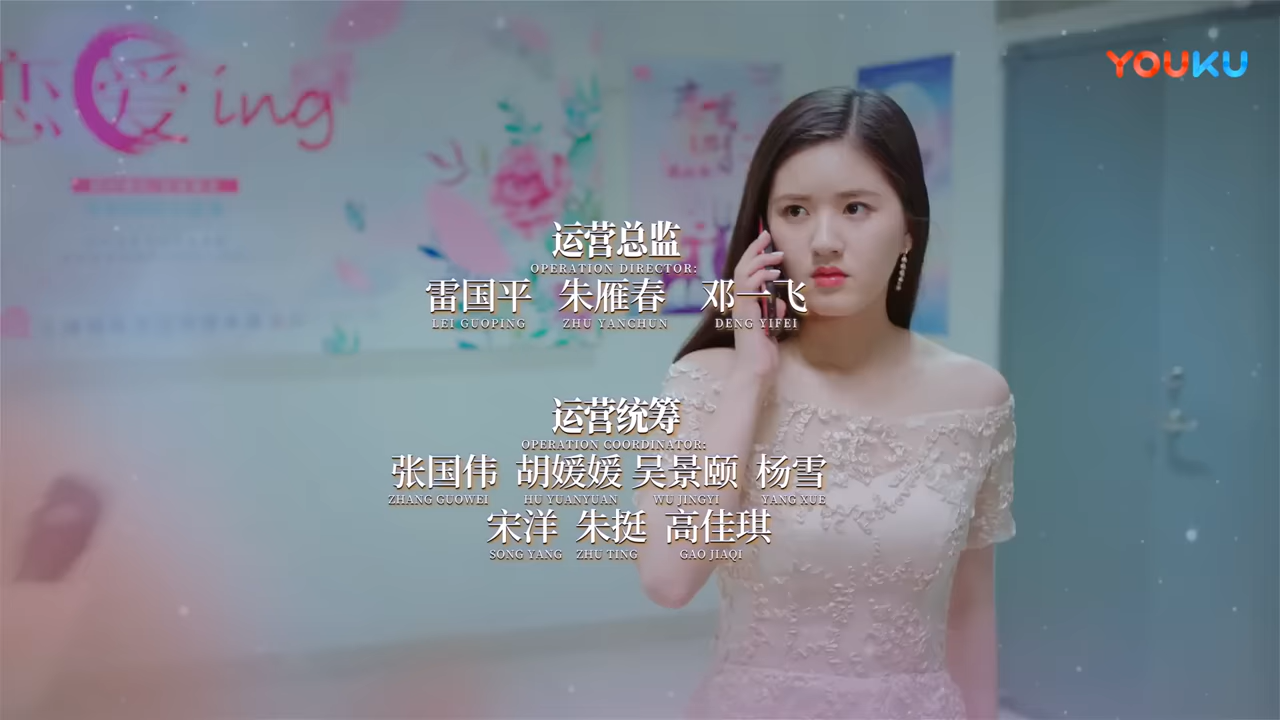 YOUKU
恋爱ing
运营总监
OPERATION DIRECTOR:
雷国平 朱雁春 邓一飞
LEI GUOPING ZHU YANCHUN DENG YIFEI
运营统筹
OPERATION COORDINATOR:
张国伟 胡媛媛 吴景颐 杨雪
ZHANG GUOWEI HU YUANYUAN WU JINGYI YANG XUE
宋洋 朱挺 高佳琪
SONG YANG ZHU TING GAO JIAQI